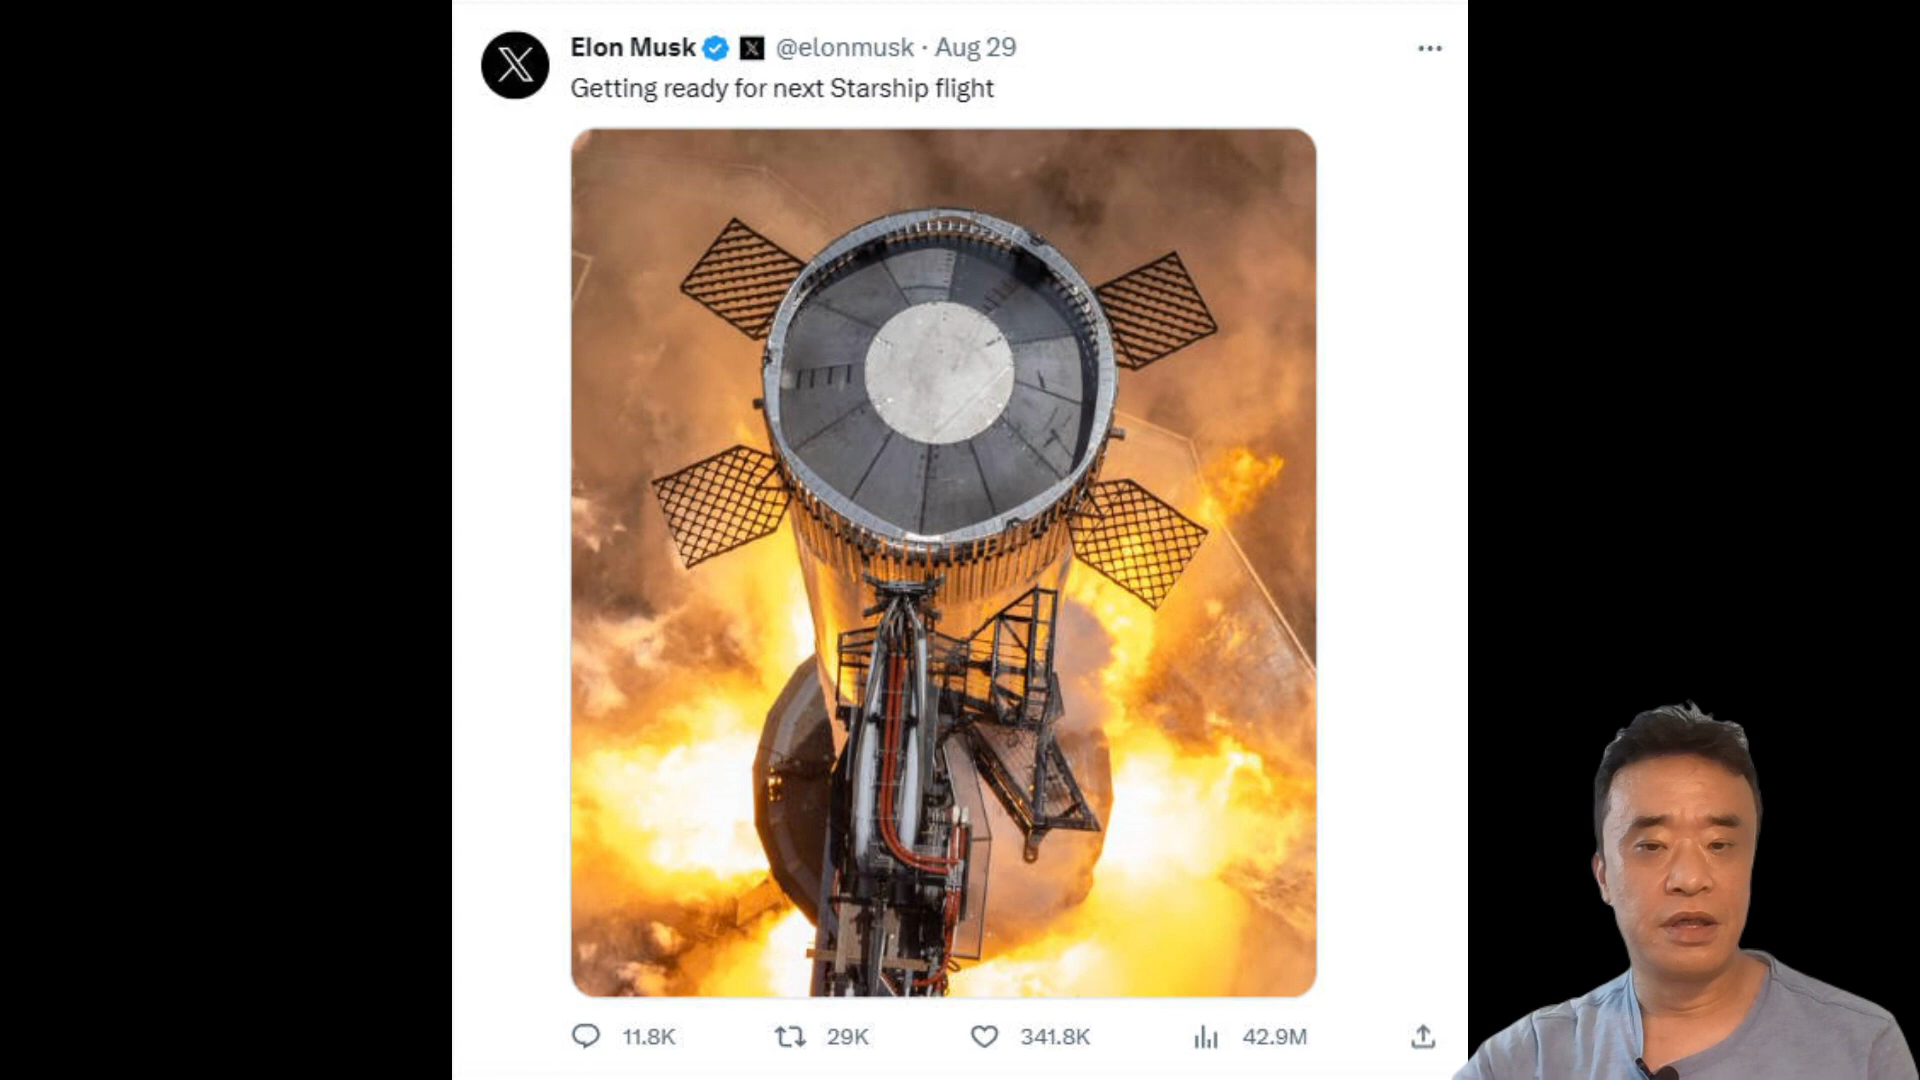 Elon Musk @elonmusk · Aug 29
Getting ready for next Starship flight
11.8K 29K 341.8K 42.9M